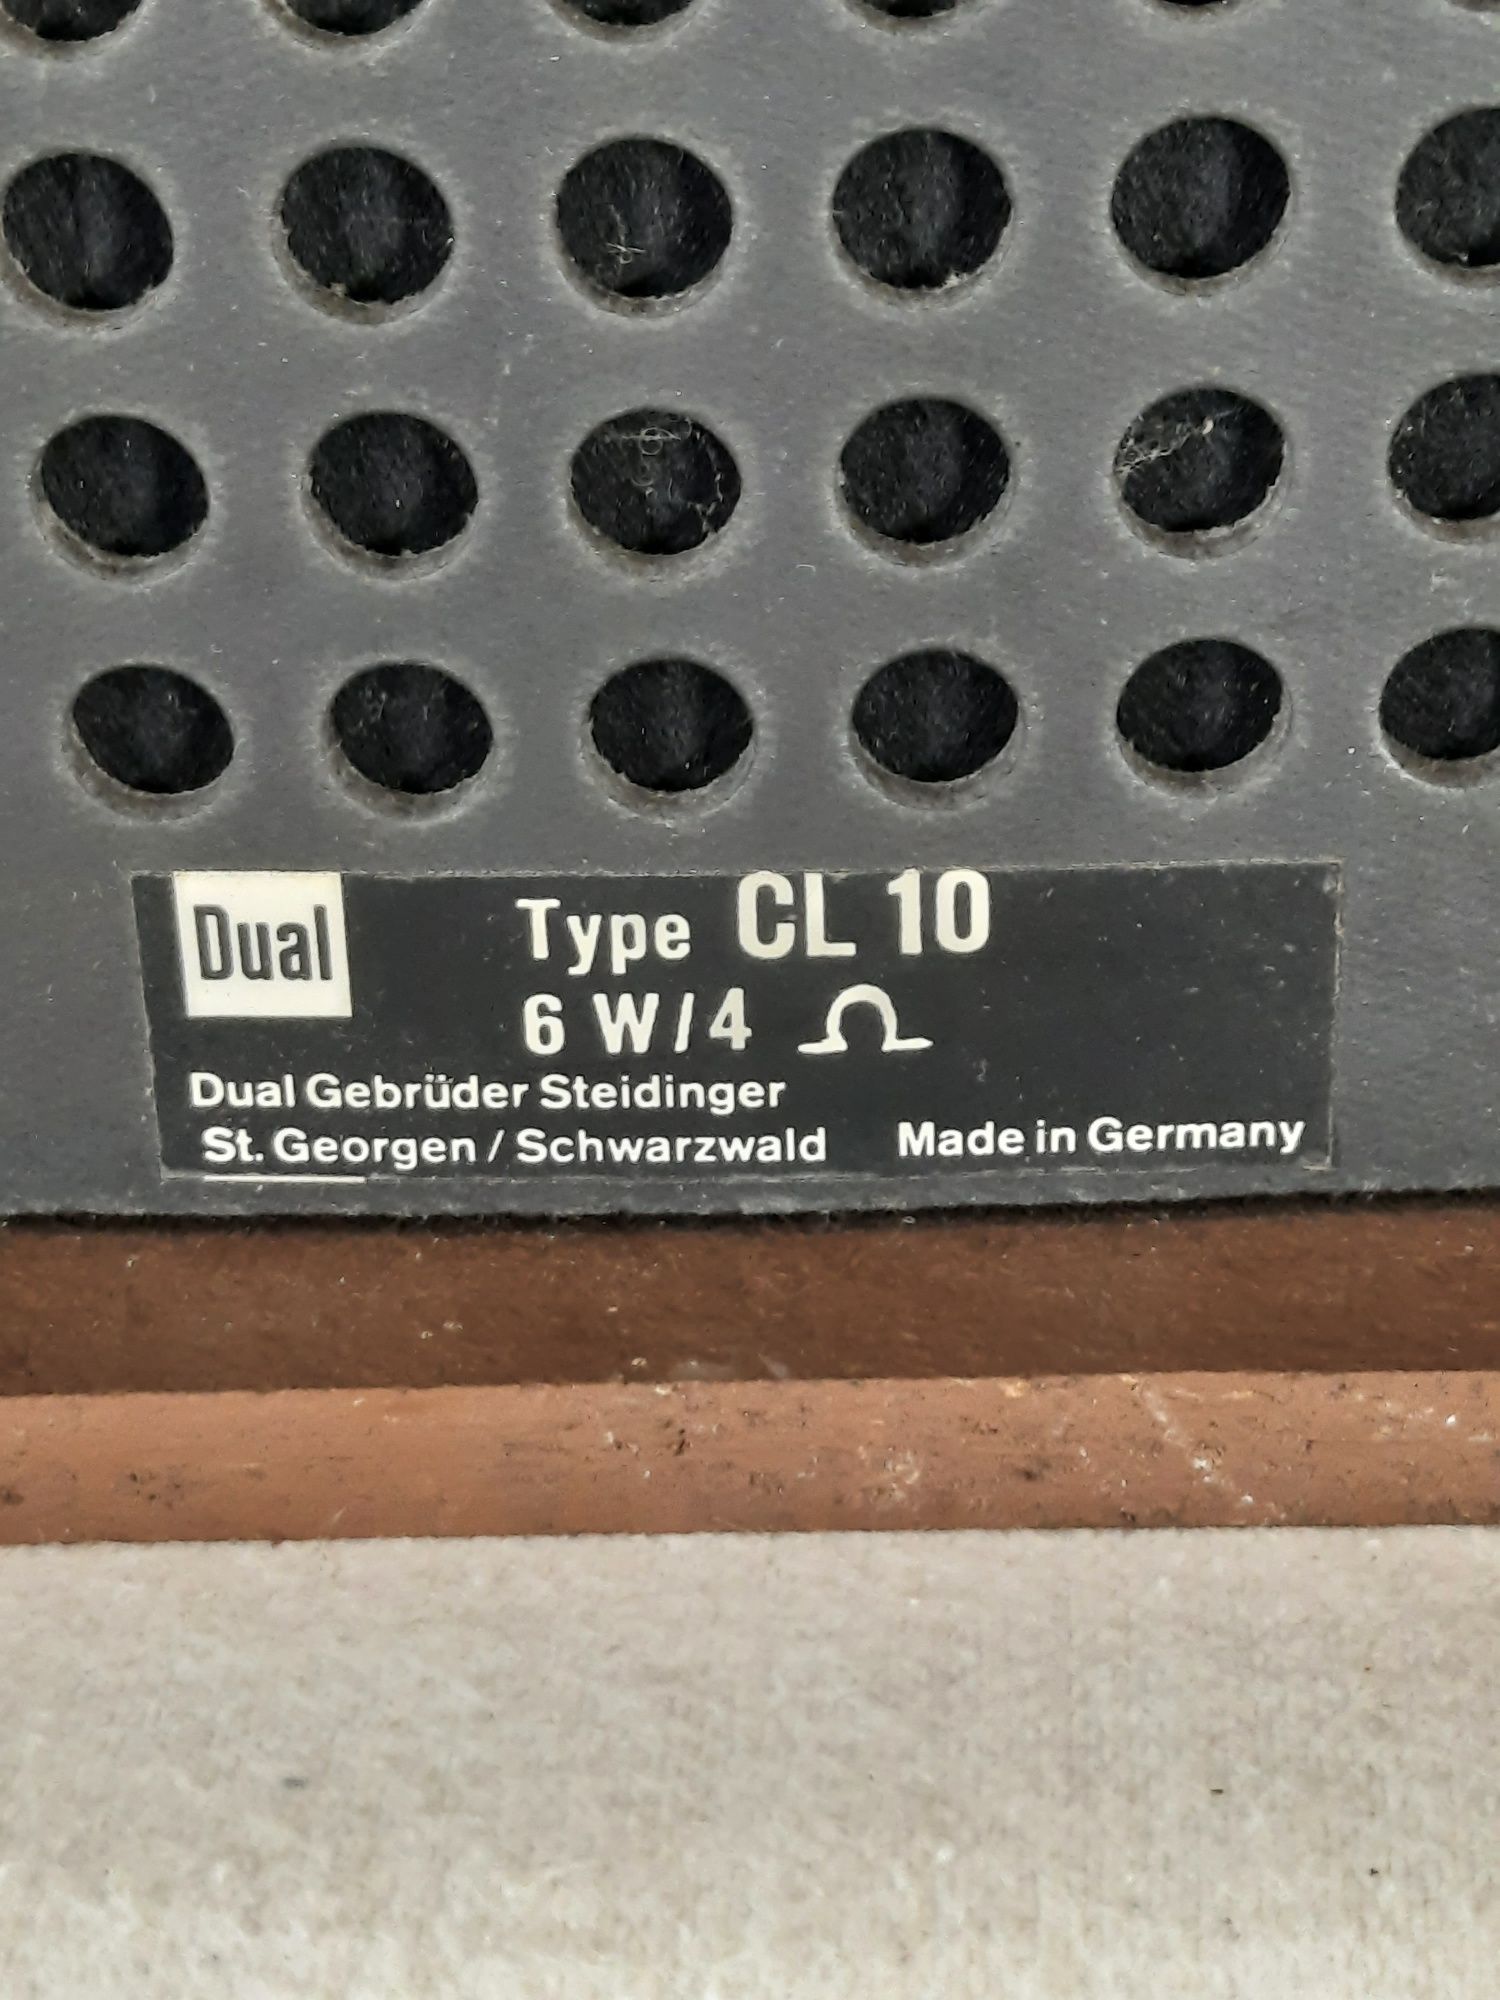 Dual
Type CL 10
6 W/4 Ω
Dual Gebrüder Steidinger
St. Georgen / Schwarzwald Made in Germany